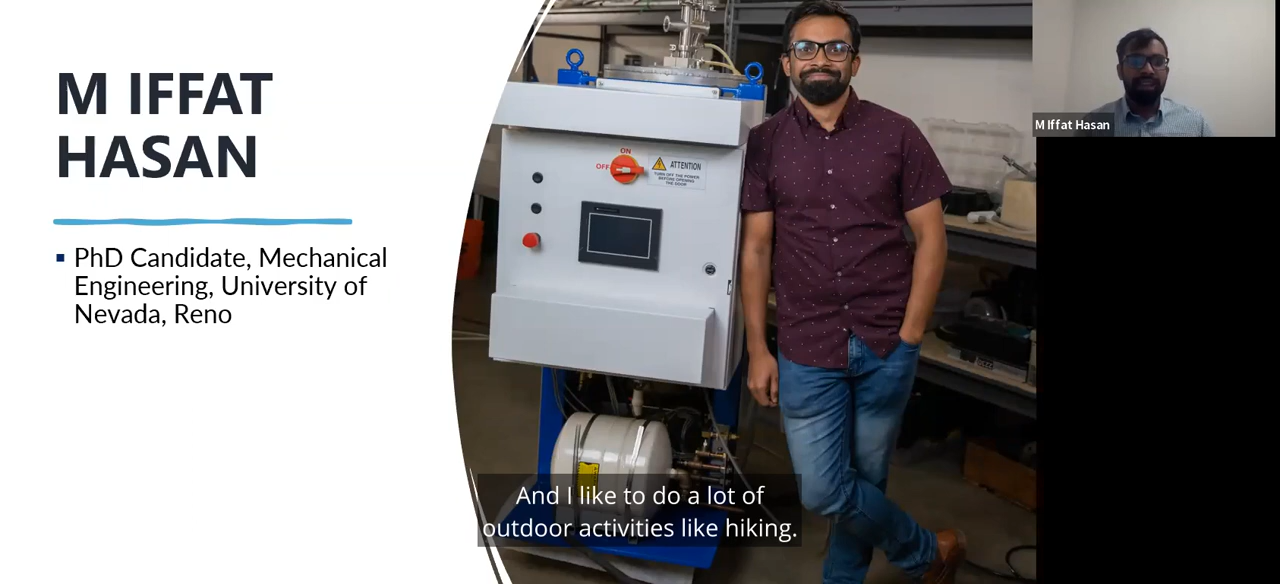 M IFFAT
HASAN
PhD Candidate, Mechanical
Engineering, University of
Nevada, Reno
ON
OFF
ATTENTION
TURN OFF THE POWER
BEFORE OPENING
THE DOOR
M Iffat Hasan
And I like to do a lot of
outdoor activities like hiking.